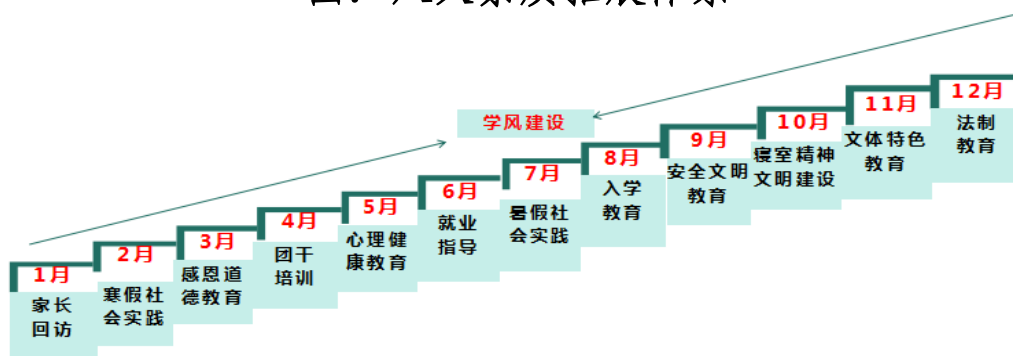 学风建设
1月
家长
回访
2月
寒假社
会实践
3月
感恩道
德教育
4月
团干
培训
5月
心理健
康教育
6月
就业
指导
7月
暑假社
会实践
8月
入学
教育
9月
安全文明
教育
10月
寝室精神
文明建设
11月
文体特色
教育
12月
法制
教育